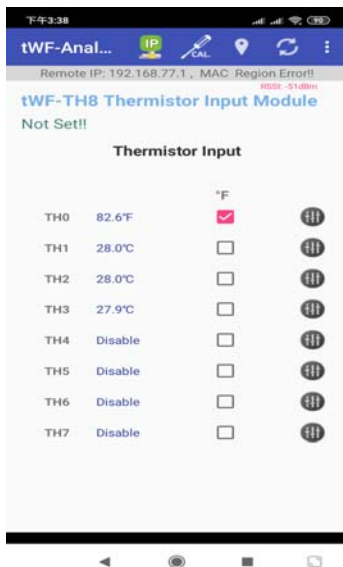 下午3:38 90
tWF-Anal... IP CAL
Remote IP: 192.168.77.1 , MAC Region Error!!
RSSI: -51dBm
tWF-TH8 Thermistor Input Module
Not Set!!
Thermistor Input
°F
TH0 82.6°F
TH1 28.0°C
TH2 28.0°C
TH3 27.9°C
TH4 Disable
TH5 Disable
TH6 Disable
TH7 Disable